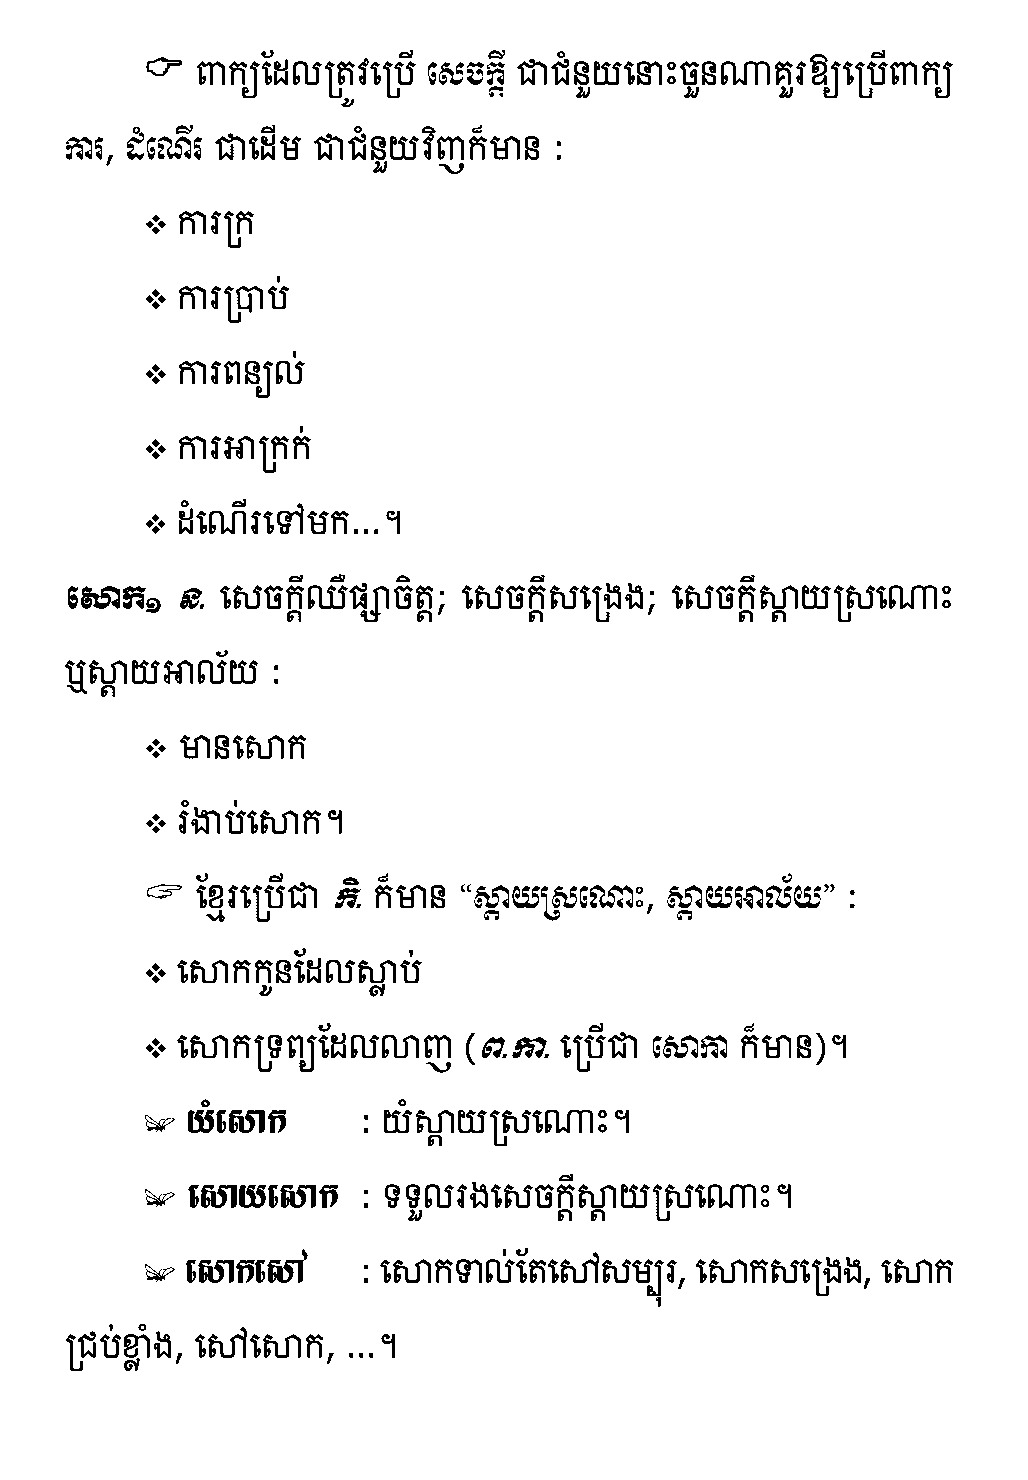 ☞ ពាក្យដែលត្រូវប្រើ សេចក្ដី ជាជំនួយនោះចួនណាគួរឱ្យប្រើពាក្យ
ការ, ដំណើរ ជាដើម ជាជំនួយវិញក៏មាន :
❖ ការក្រ
❖ ការប្រាប់
❖ ការពន្យល់
❖ ការអាក្រក់
❖ ដំណើរទៅមក...។
សោក១ ន. សេចក្ដីឈឺផ្សាចិត្ត; សេចក្ដីសង្រេង; សេចក្ដីស្ដាយស្រណោះ
ឬស្ដាយអាល័យ :
❖ មានសោក
❖ រំងាប់សោក។
☞ ខ្មែរប្រើជា កិ. ក៏មាន “ស្ដាយស្រណោះ, ស្ដាយអាល័យ” :
❖ សោកកូនដែលស្លាប់
❖ សោកទ្រព្យដែលលាញ (ព.កា. ប្រើជា សោកា ក៏មាន)។
យំសោក : យំស្ដាយស្រណោះ។
សោយសោក : ទទួលរងសេចក្ដីស្ដាយស្រណោះ។
សោកសៅ : សោកទាល់តែសៅសម្បុរ, សោកសង្រេង, សោក
ជ្រប់ខ្លាំង, សៅសោក, ...។